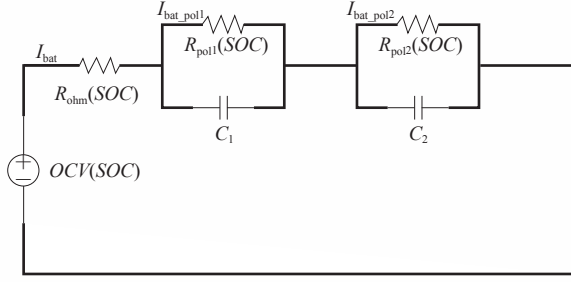 I_bat_pol1
I_bat_pol2
I_bat
R_pol1(SOC)
R_pol2(SOC)
R_ohm(SOC)
C_1
C_2
+
−
OCV(SOC)